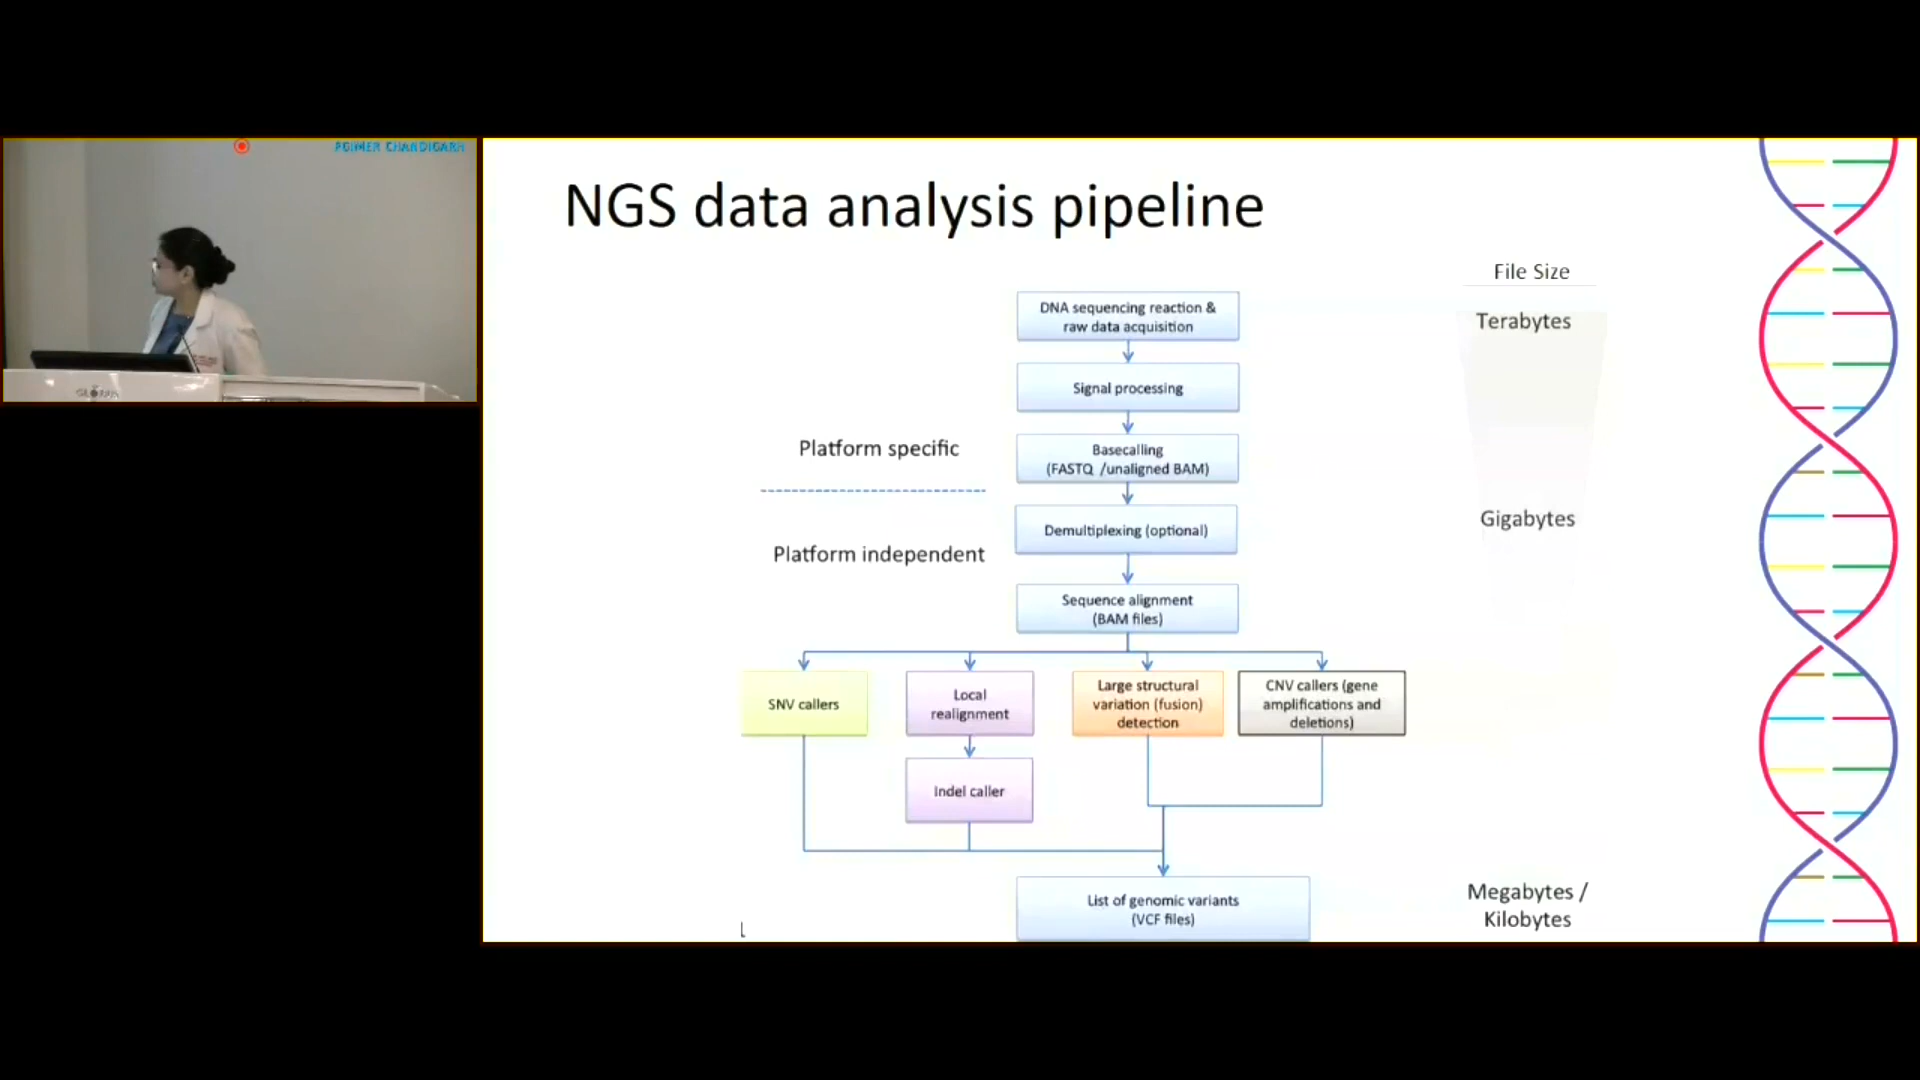 PGIMER CHANDIGARH
NGS data analysis pipeline
File Size
DNA sequencing reaction &
raw data acquisition
Terabytes
Signal processing
Platform specific
Basecalling
(FASTQ /unaligned BAM)
Gigabytes
Demultiplexing (optional)
Platform independent
Sequence alignment
(BAM files)
SNV callers
Local
realignment
Large structural
variation (fusion)
detection
CNV callers (gene
amplifications and
deletions)
Indel caller
List of genomic variants
(VCF files)
Megabytes /
Kilobytes